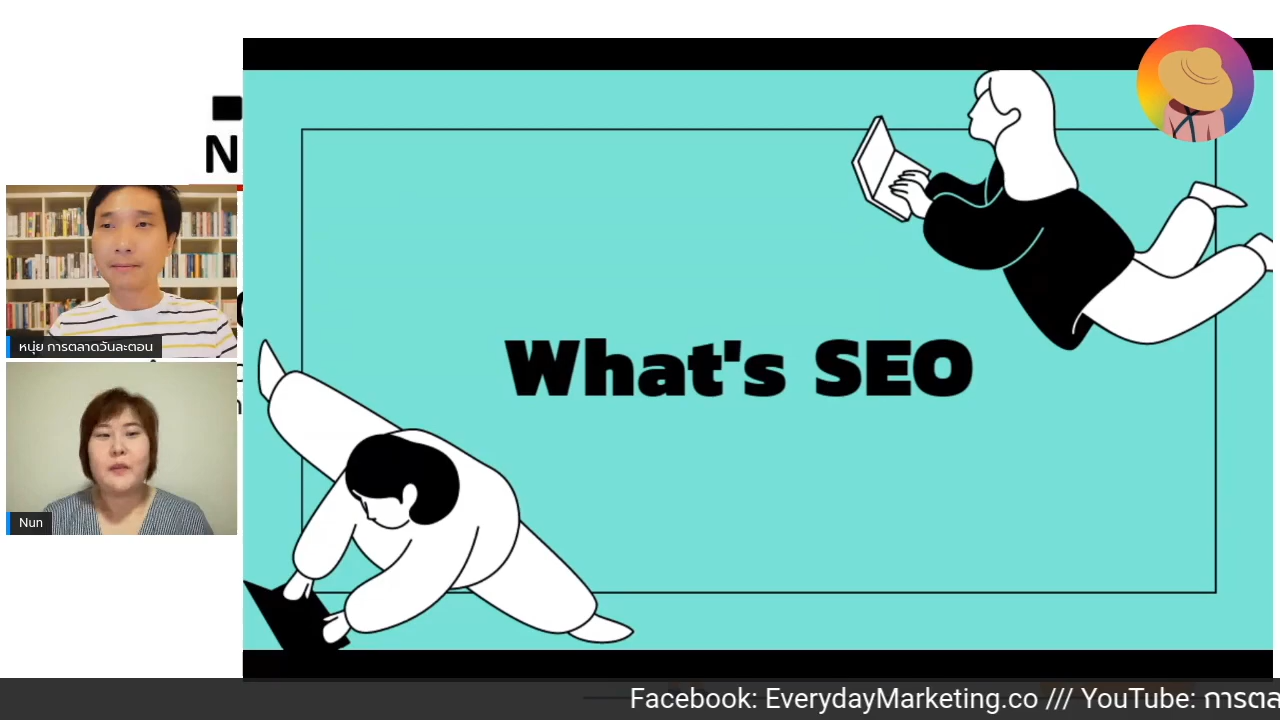 N
What's SEO
หนุ่ย การตลาดวันละตอน
Nun
Facebook: EverydayMarketing.co /// YouTube: การตล